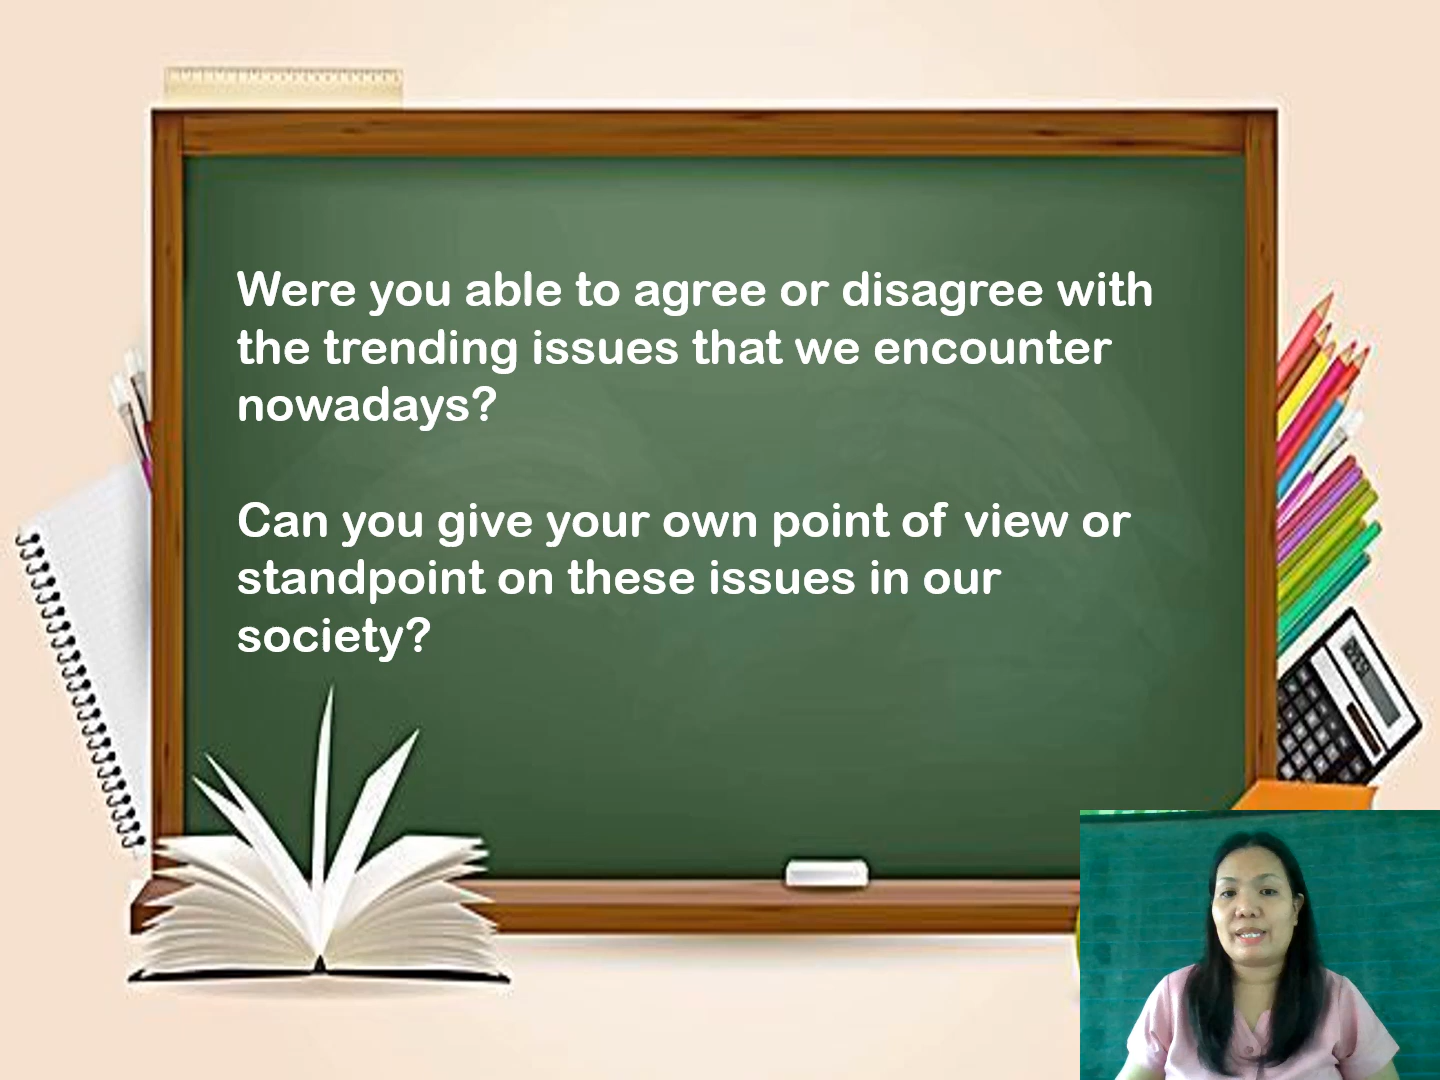 Were you able to agree or disagree with
the trending issues that we encounter
nowadays?
Can you give your own point of view or
standpoint on these issues in our
society?